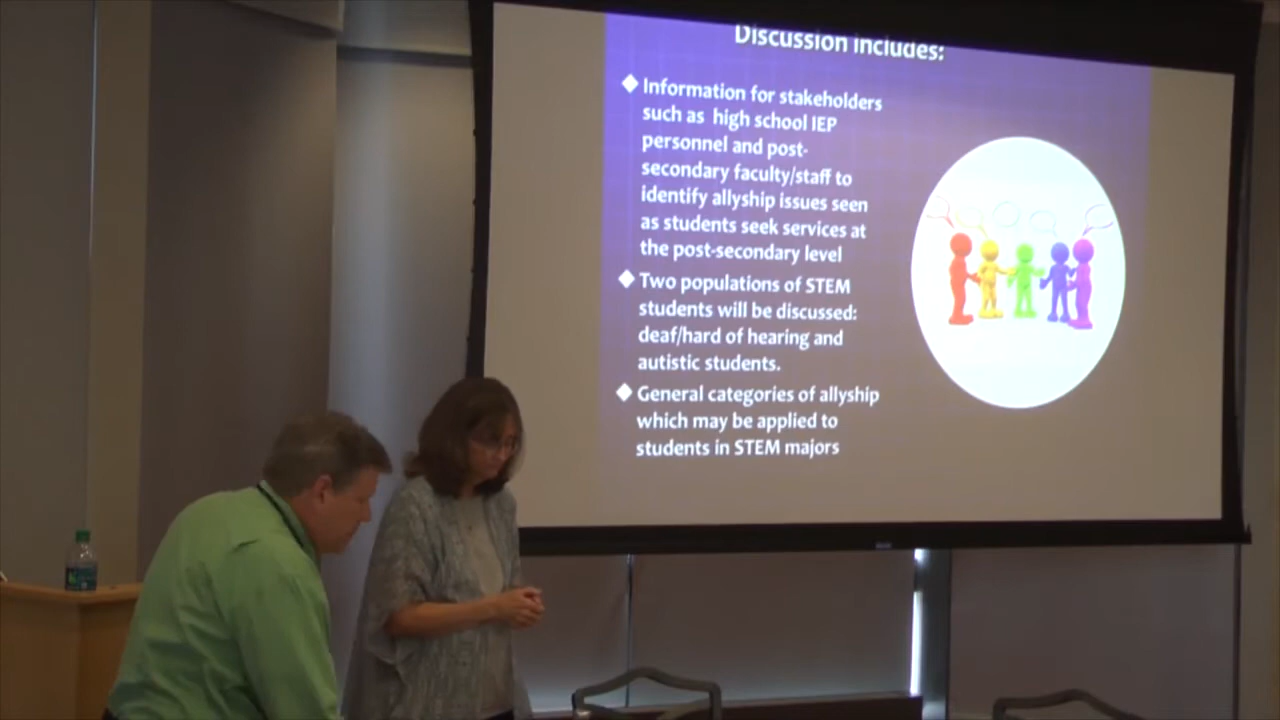 Discussion includes:
Information for stakeholders
such as high school IEP
personnel and post-
secondary faculty/staff to
identify allyship issues seen
as students seek services at
the post-secondary level
Two populations of STEM
students will be discussed:
deaf/hard of hearing and
autistic students.
General categories of allyship
which may be applied to
students in STEM majors